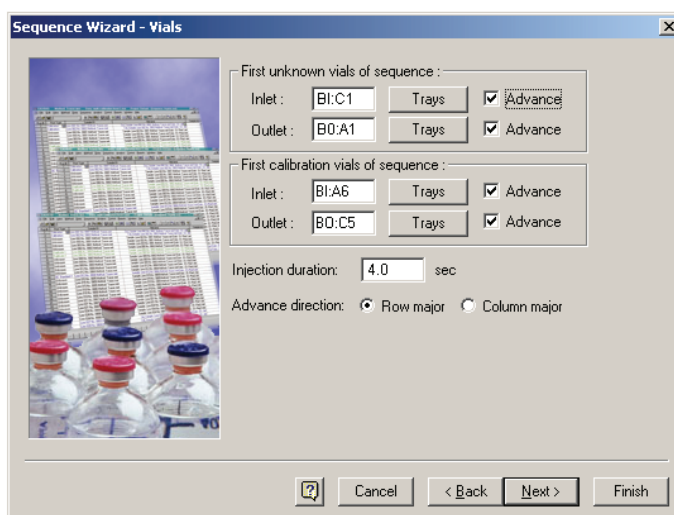 Sequence Wizard - Vials
First unknown vials of sequence :
Inlet : BI:C1 Trays Advance
Outlet : BO:A1 Trays Advance
First calibration vials of sequence :
Inlet : BI:A6 Trays Advance
Outlet : BO:C5 Trays Advance
Injection duration: 4.0 sec
Advance direction: Row major Column major
Cancel < Back Next > Finish